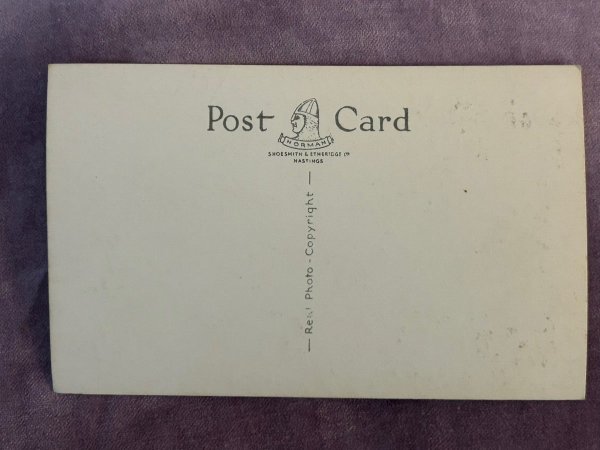 Post Card
NORMAN
SHOESMITH & ETHERIDGE LTD
HASTINGS
— Real Photo - Copyright —